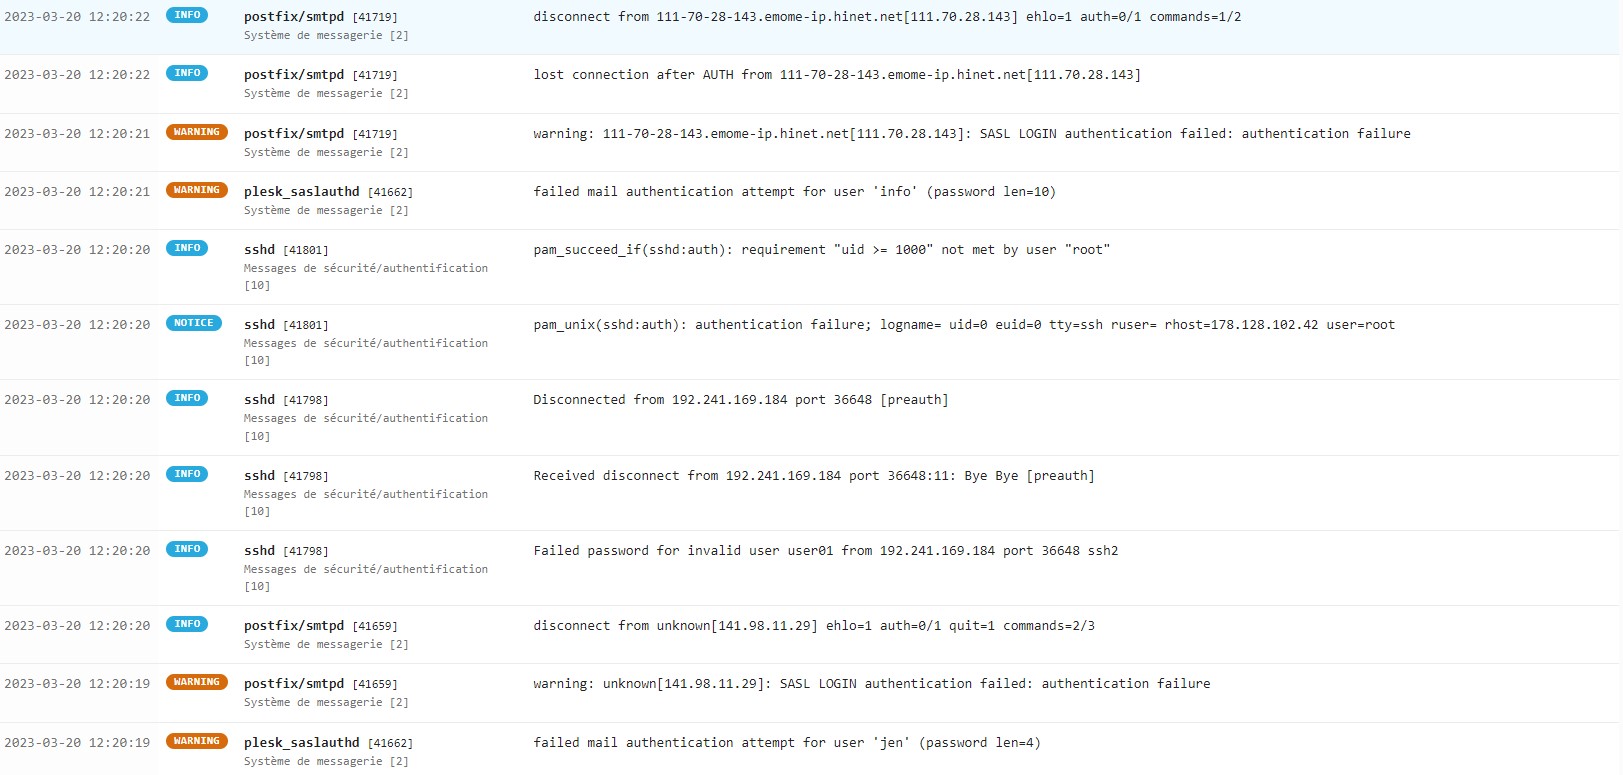 2023-03-20 12:20:22 INFO postfix/smtpd [41719] disconnect from 111-70-28-143.emome-ip.hinet.net[111.70.28.143] ehlo=1 auth=0/1 commands=1/2
Système de messagerie [2]
2023-03-20 12:20:22 INFO postfix/smtpd [41719] lost connection after AUTH from 111-70-28-143.emome-ip.hinet.net[111.70.28.143]
Système de messagerie [2]
2023-03-20 12:20:21 WARNING postfix/smtpd [41719] warning: 111-70-28-143.emome-ip.hinet.net[111.70.28.143]: SASL LOGIN authentication failed: authentication failure
Système de messagerie [2]
2023-03-20 12:20:21 WARNING plesk_saslauthd [41662] failed mail authentication attempt for user 'info' (password len=10)
Système de messagerie [2]
2023-03-20 12:20:20 INFO sshd [41801] pam_succeed_if(sshd:auth): requirement "uid >= 1000" not met by user "root"
Messages de sécurité/authentification
[10]
2023-03-20 12:20:20 NOTICE sshd [41801] pam_unix(sshd:auth): authentication failure; logname= uid=0 euid=0 tty=ssh ruser= rhost=178.128.102.42 user=root
Messages de sécurité/authentification
[10]
2023-03-20 12:20:20 INFO sshd [41798] Disconnected from 192.241.169.184 port 36648 [preauth]
Messages de sécurité/authentification
[10]
2023-03-20 12:20:20 INFO sshd [41798] Received disconnect from 192.241.169.184 port 36648:11: Bye Bye [preauth]
Messages de sécurité/authentification
[10]
2023-03-20 12:20:20 INFO sshd [41798] Failed password for invalid user user01 from 192.241.169.184 port 36648 ssh2
Messages de sécurité/authentification
[10]
2023-03-20 12:20:20 INFO postfix/smtpd [41659] disconnect from unknown[141.98.11.29] ehlo=1 auth=0/1 quit=1 commands=2/3
Système de messagerie [2]
2023-03-20 12:20:19 WARNING postfix/smtpd [41659] warning: unknown[141.98.11.29]: SASL LOGIN authentication failed: authentication failure
Système de messagerie [2]
2023-03-20 12:20:19 WARNING plesk_saslauthd [41662] failed mail authentication attempt for user 'jen' (password len=4)
Système de messagerie [2]